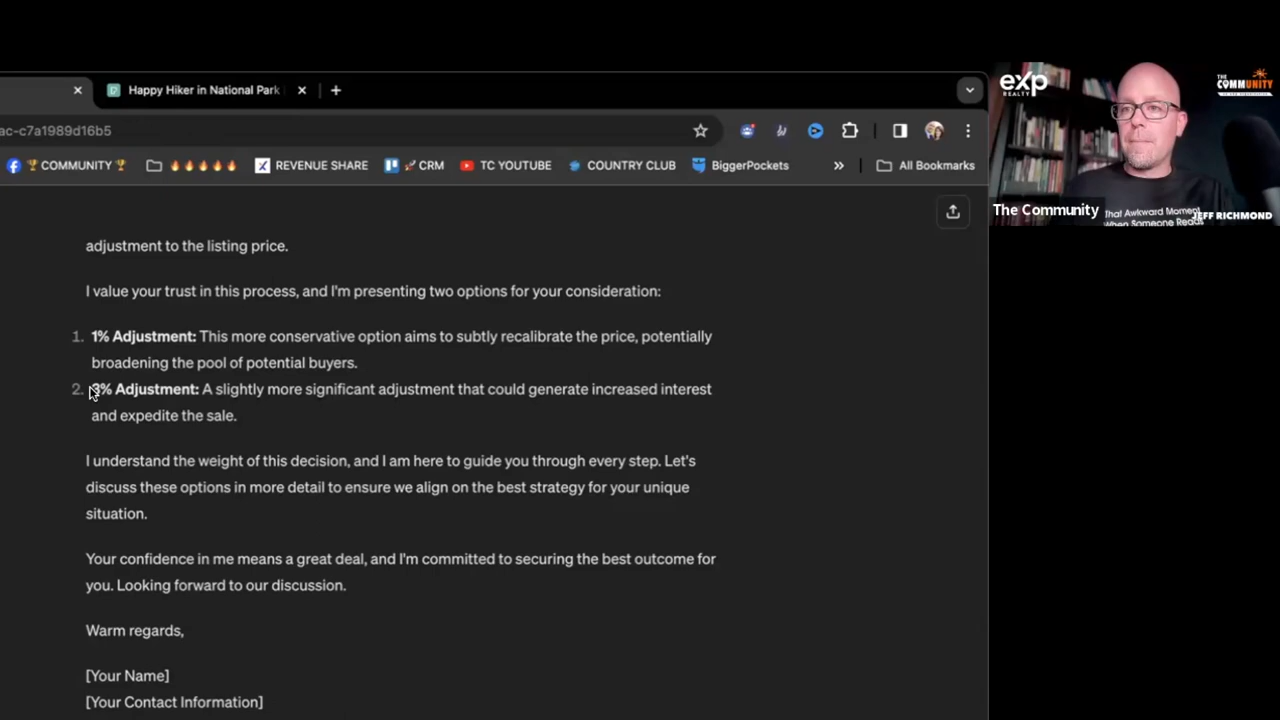 Happy Hiker in National Park
ac-c7a1989d16b5
COMMUNITY
REVENUE SHARE
CRM
TC YOUTUBE
COUNTRY CLUB
BiggerPockets
All Bookmarks
adjustment to the listing price.
I value your trust in this process, and I'm presenting two options for your consideration:
1. 1% Adjustment: This more conservative option aims to subtly recalibrate the price, potentially
broadening the pool of potential buyers.
2. 3% Adjustment: A slightly more significant adjustment that could generate increased interest
and expedite the sale.
I understand the weight of this decision, and I am here to guide you through every step. Let's
discuss these options in more detail to ensure we align on the best strategy for your unique
situation.
Your confidence in me means a great deal, and I'm committed to securing the best outcome for
you. Looking forward to our discussion.
Warm regards,
[Your Name]
[Your Contact Information]
exp
REALTY
THE
COMMUNITY
The Community
That Awkward Moment
When Someone Reads
JEFF RICHMOND